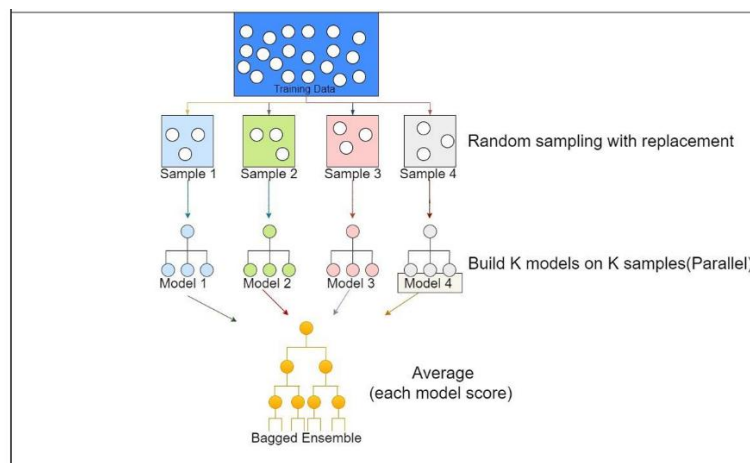 Training Data
Sample 1
Sample 2
Sample 3
Sample 4
Random sampling with replacement
Model 1
Model 2
Model 3
Model 4
Build K models on K samples(Parallel)
Average
(each model score)
Bagged Ensemble